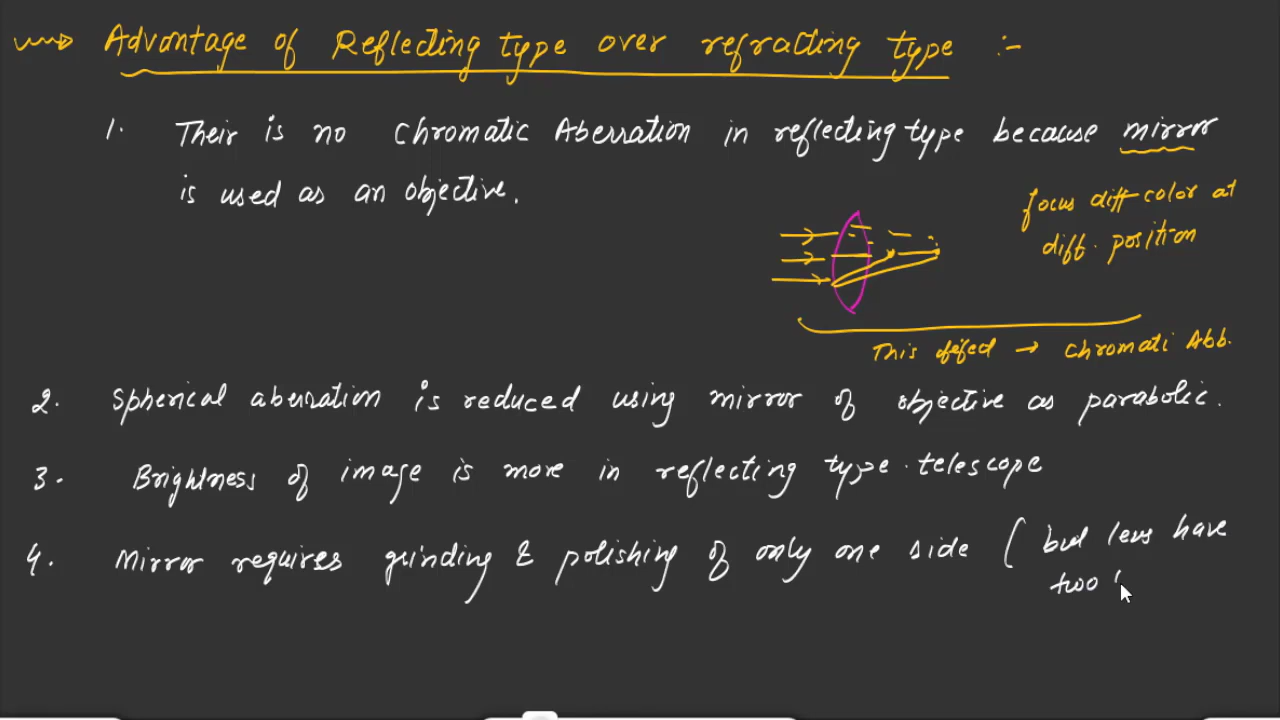 Advantage of Reflecting type over refracting type :-
1. Their is no Chromatic Aberration in reflecting type because mirror
is used as an objective.
focus diff color at
diff. position
This defect → Chromati Abb.
2. Spherical aberration is reduced using mirror of objective as parabolic.
3. Brightness of image is more in reflecting type telescope
4. Mirror requires grinding & polishing of only one side ( but lens have
two